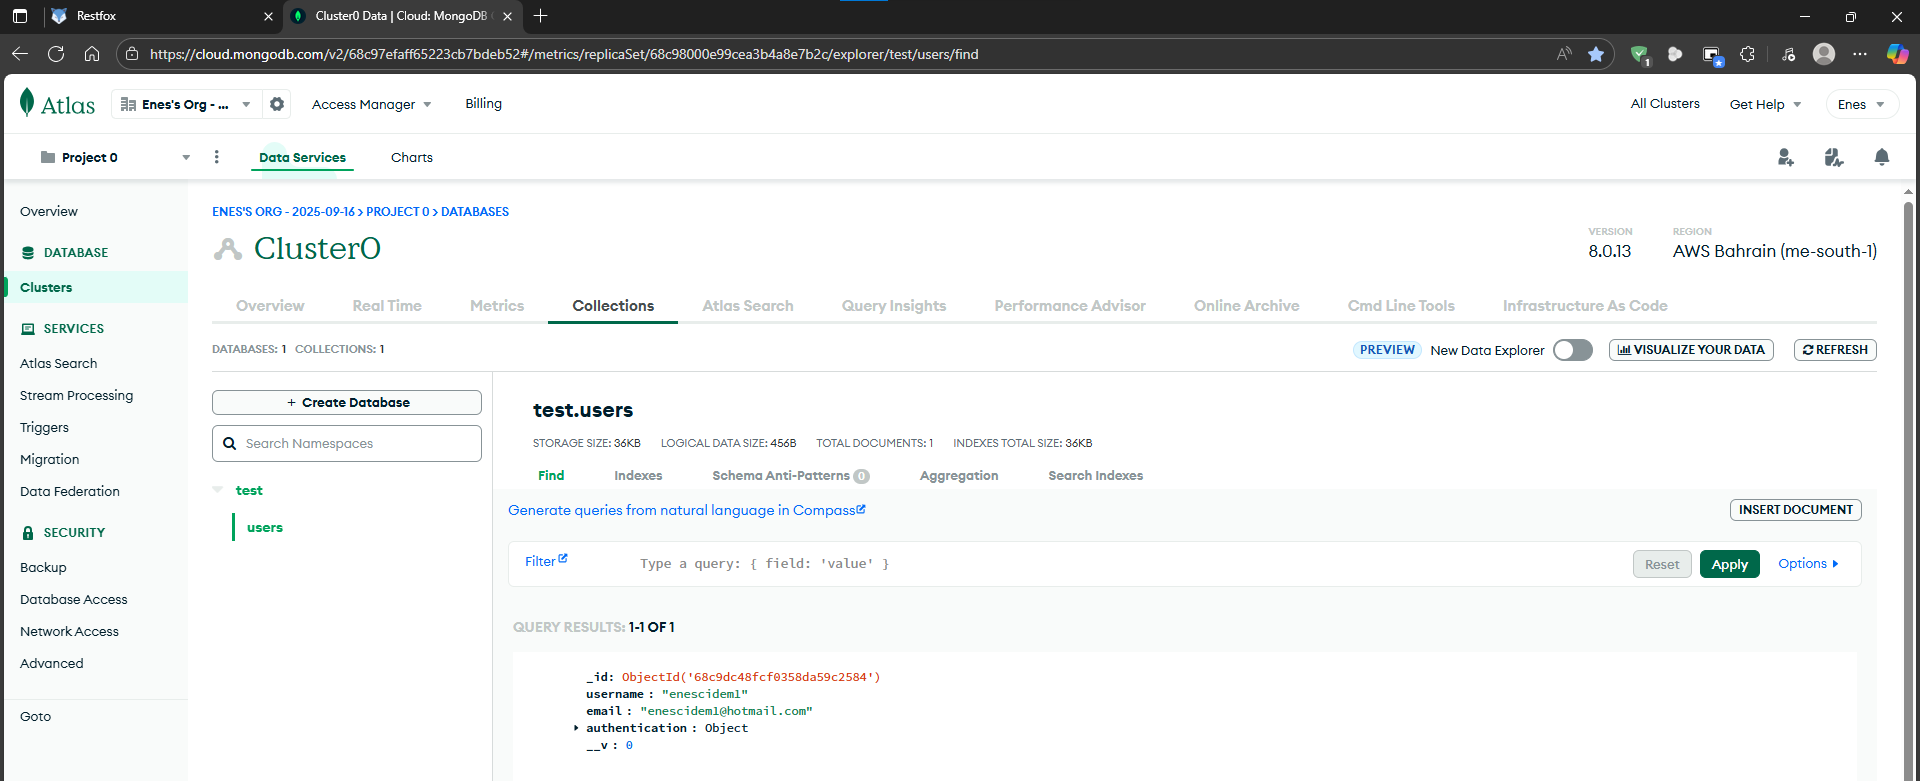 Restfox
Cluster0 Data | Cloud: MongoDB
https://cloud.mongodb.com/v2/68c97efaff65223cb7bdeb52#/metrics/replicaSet/68c98000e99cea3b4a8e7b2c/explorer/test/users/find
1
Atlas
Enes's Org - ...
Access Manager
Billing
All Clusters
Get Help
Enes
Project 0
Data Services
Charts
Overview
DATABASE
Clusters
SERVICES
Atlas Search
Stream Processing
Triggers
Migration
Data Federation
SECURITY
Backup
Database Access
Network Access
Advanced
Goto
ENES'S ORG - 2025-09-16 > PROJECT 0 > DATABASES
Cluster0
VERSION
8.0.13
REGION
AWS Bahrain (me-south-1)
Overview
Real Time
Metrics
Collections
Atlas Search
Query Insights
Performance Advisor
Online Archive
Cmd Line Tools
Infrastructure As Code
DATABASES: 1 COLLECTIONS: 1
PREVIEW
New Data Explorer
VISUALIZE YOUR DATA
REFRESH
+ Create Database
Search Namespaces
test
users
test.users
STORAGE SIZE: 36KB LOGICAL DATA SIZE: 456B TOTAL DOCUMENTS: 1 INDEXES TOTAL SIZE: 36KB
Find
Indexes
Schema Anti-Patterns 0
Aggregation
Search Indexes
Generate queries from natural language in Compass
INSERT DOCUMENT
Filter
Type a query: { field: 'value' }
Reset
Apply
Options
QUERY RESULTS: 1-1 OF 1
_id: ObjectId('68c9dc48fcf0358da59c2584')
username : "enescidem1"
email : "enescidem1@hotmail.com"
authentication : Object
__v : 0